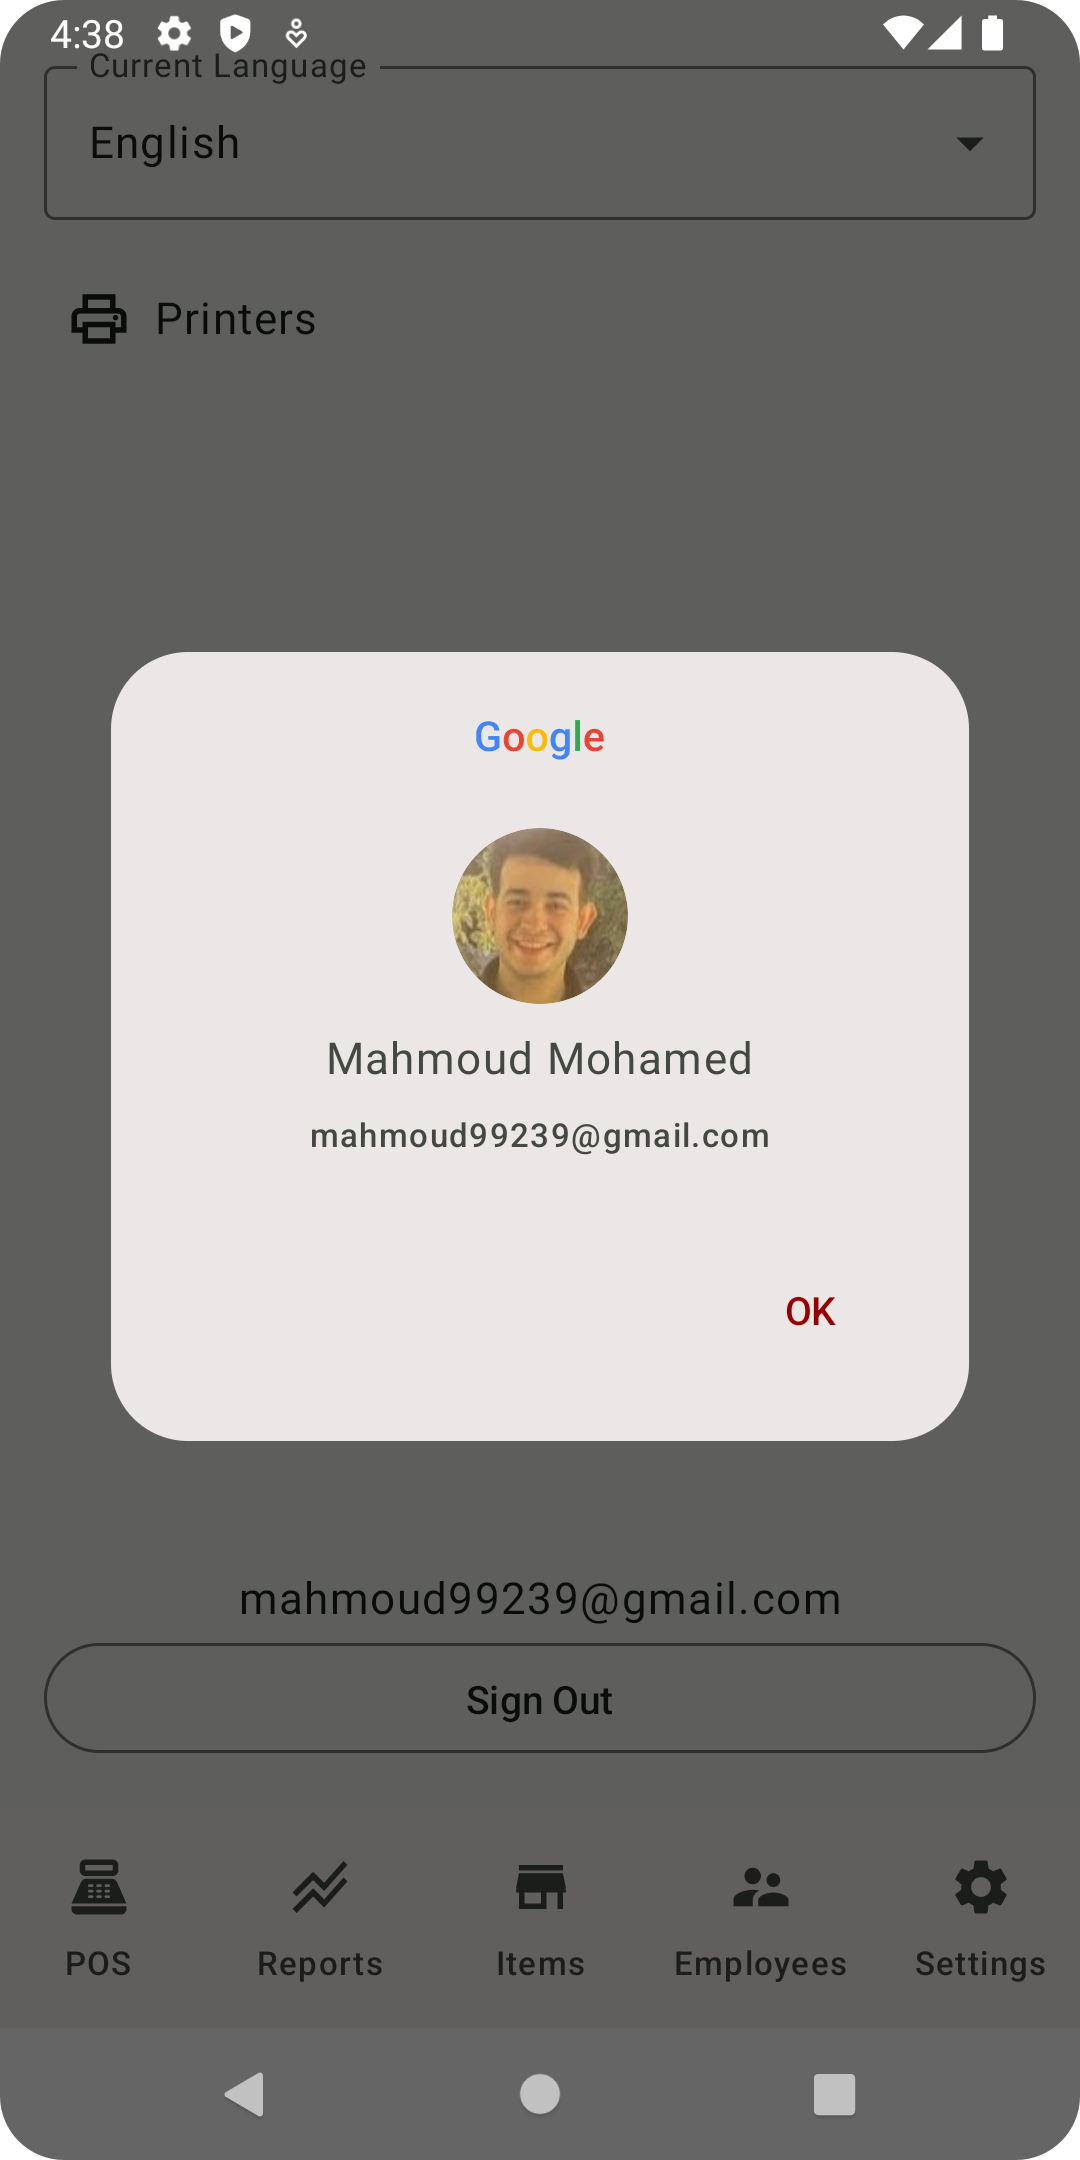 4:38
Current Language
English
Printers
Google
Mahmoud Mohamed
mahmoud99239@gmail.com
OK
mahmoud99239@gmail.com
Sign Out
POS Reports Items Employees Settings